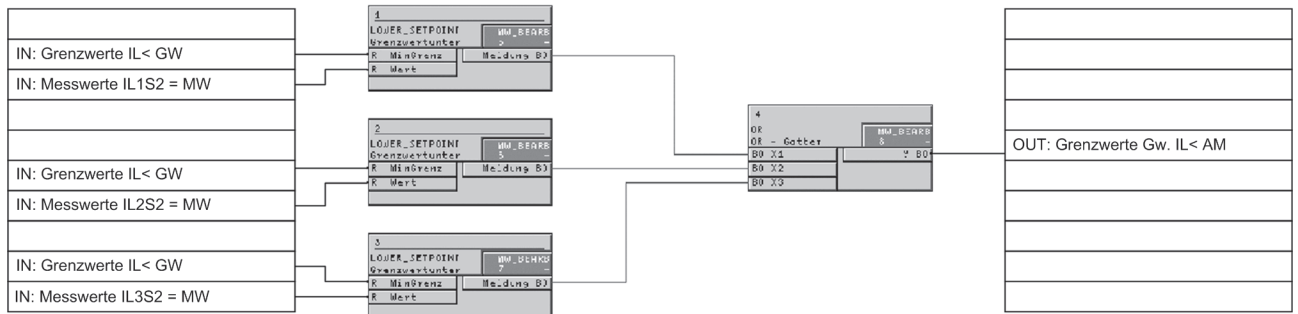 IN: Grenzwerte IL< GW
IN: Messwerte IL1S2 = MW
IN: Grenzwerte IL< GW
IN: Messwerte IL2S2 = MW
IN: Grenzwerte IL< GW
IN: Messwerte IL3S2 = MW
1
LOWER_SETPOINT
Grenzwertunter
MW_BEARB
5 -
R MinGrenz
Meldung BO
R Wert
2
LOWER_SETPOINT
Grenzwertunter
MW_BEARB
R MinGrenz
Meldung BO
R Wert
3
LOWER_SETPOINT
Grenzwertunter
MW_BEARB
7 -
R MinGrenz
Meldung BO
R Wert
4
OR
OR - Gatter
MW_BEARB
8 -
BO X1
Y BO
BO X2
BO X3
OUT: Grenzwerte Gw. IL< AM